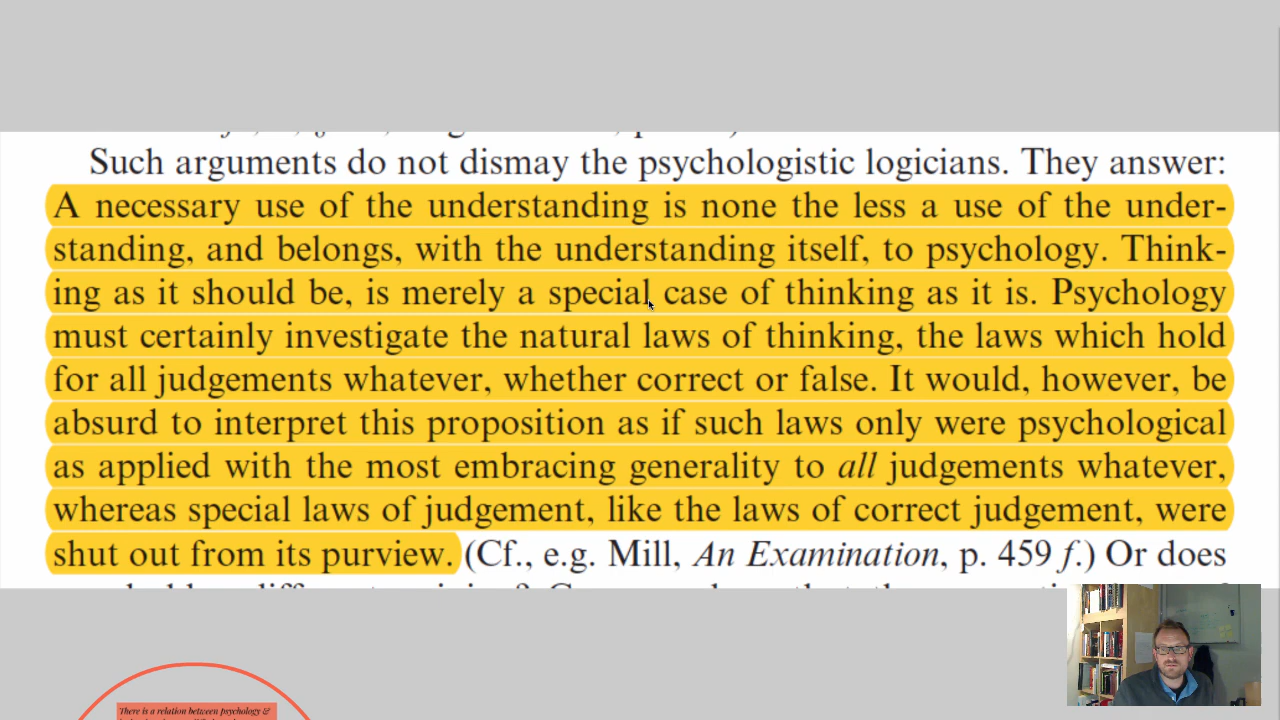 Such arguments do not dismay the psychologistic logicians. They answer:
A necessary use of the understanding is none the less a use of the under-
standing, and belongs, with the understanding itself, to psychology. Think-
ing as it should be, is merely a special case of thinking as it is. Psychology
must certainly investigate the natural laws of thinking, the laws which hold
for all judgements whatever, whether correct or false. It would, however, be
absurd to interpret this proposition as if such laws only were psychological
as applied with the most embracing generality to all judgements whatever,
whereas special laws of judgement, like the laws of correct judgement, were
shut out from its purview. (Cf., e.g. Mill, An Examination, p. 459 f.) Or does
There is a relation between psychology &